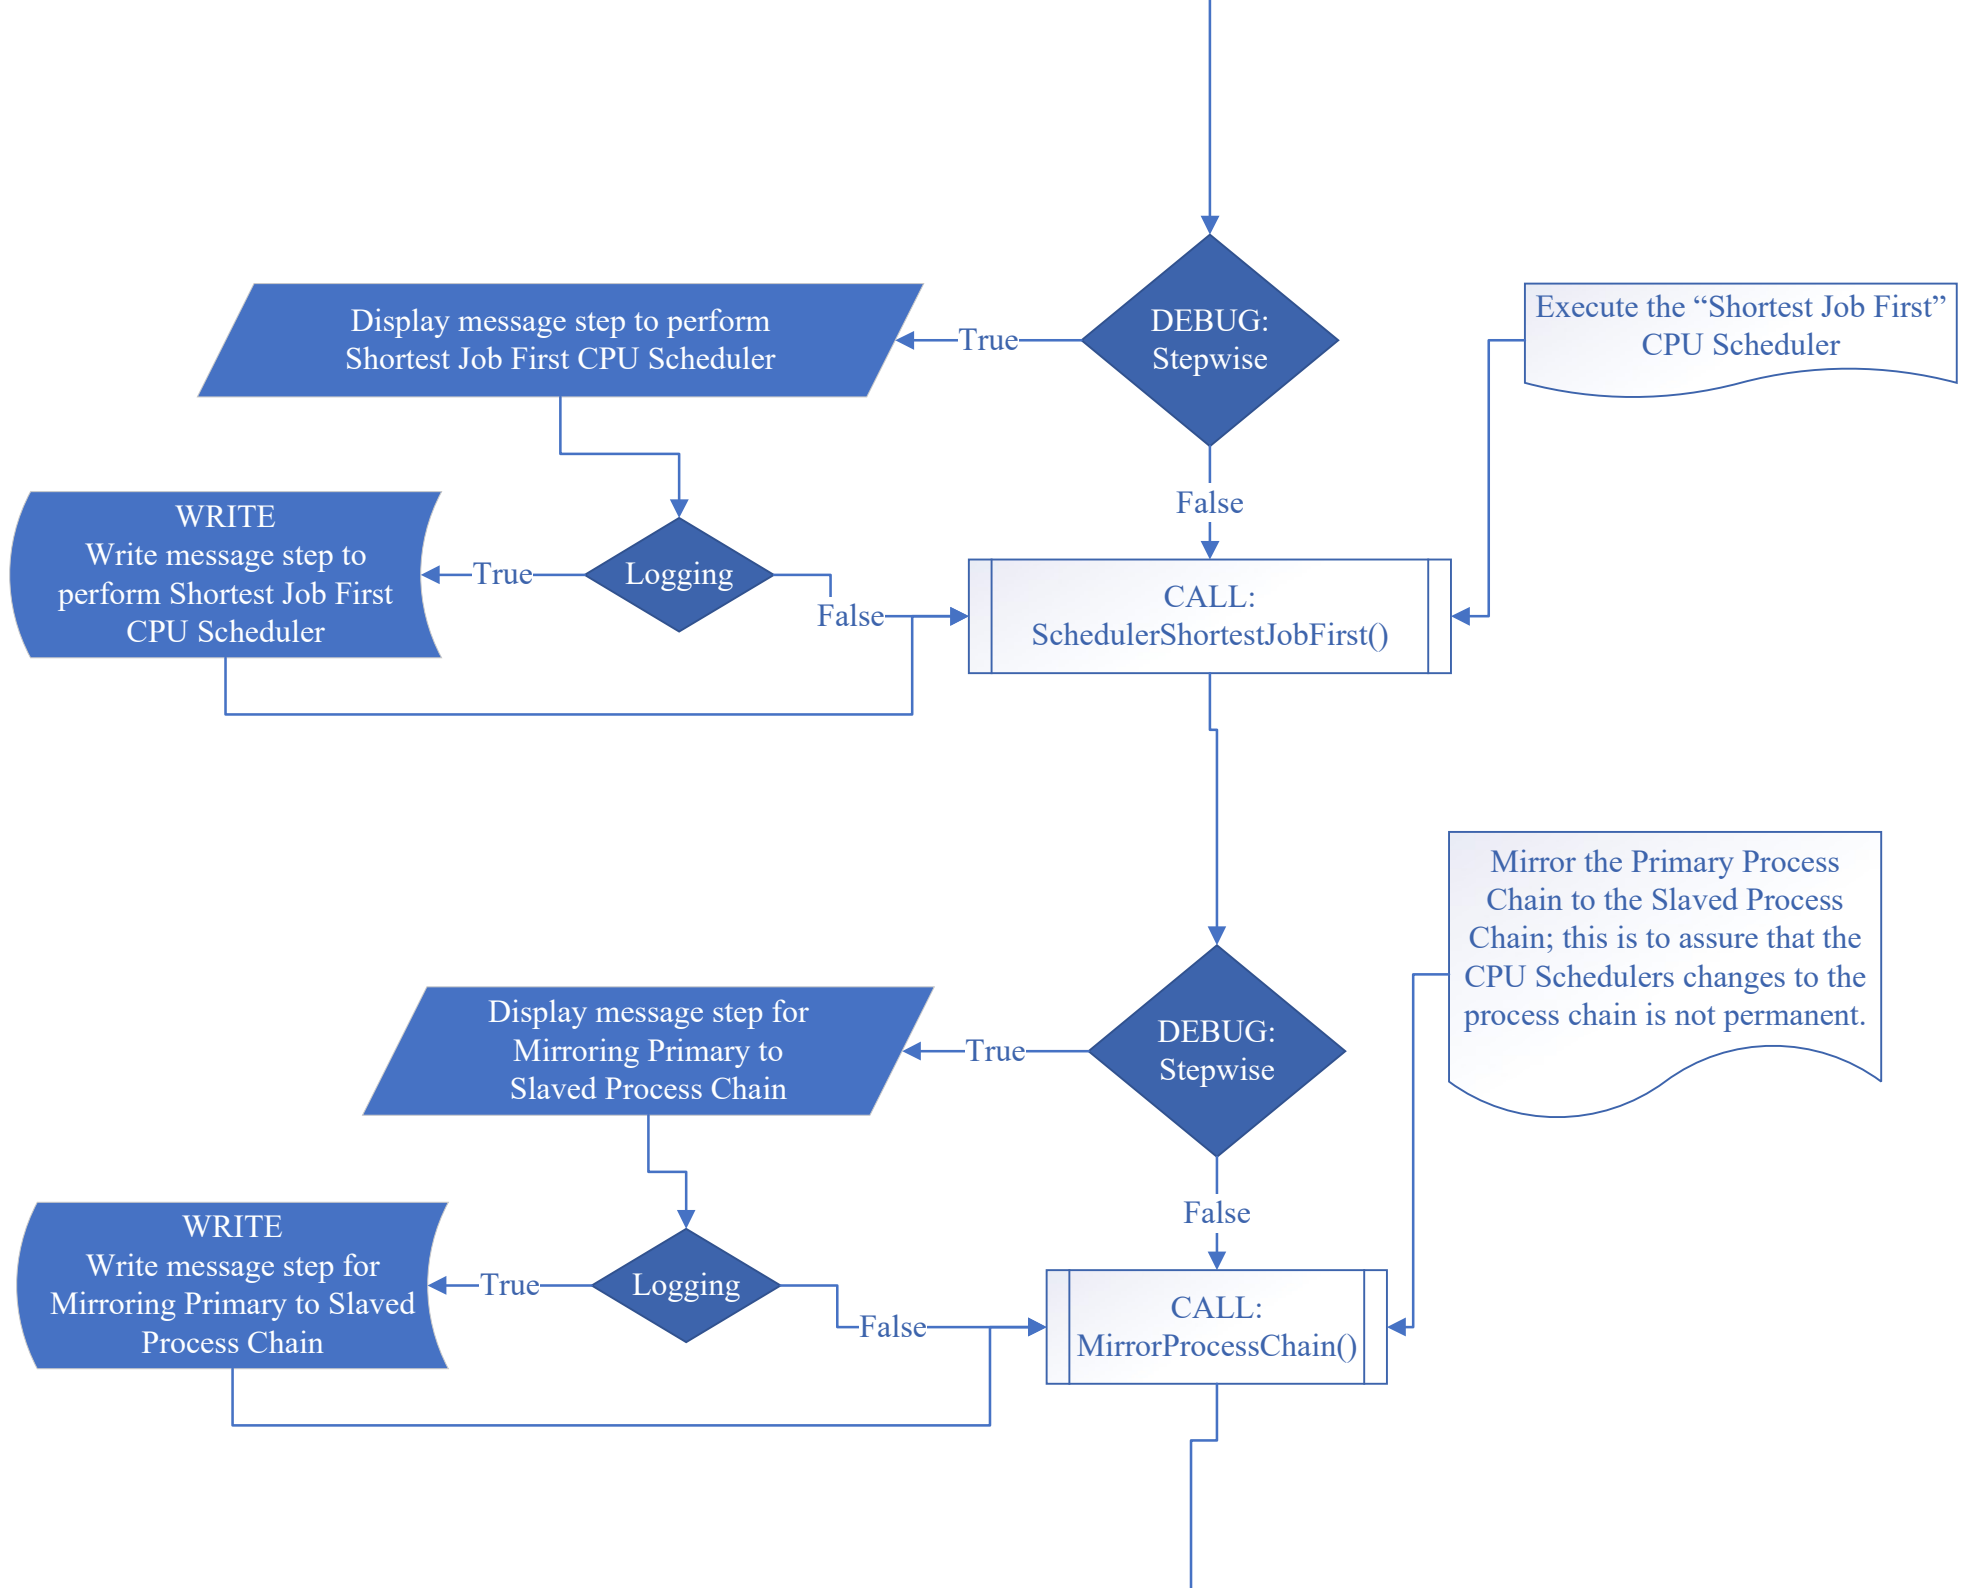 DEBUG:
Stepwise
True
Display message step to perform
Shortest Job First CPU Scheduler
Execute the “Shortest Job First”
CPU Scheduler
False
Logging
True
WRITE
Write message step to
perform Shortest Job First
CPU Scheduler
False
CALL:
SchedulerShortestJobFirst()
Mirror the Primary Process
Chain to the Slaved Process
Chain; this is to assure that the
CPU Schedulers changes to the
process chain is not permanent.
DEBUG:
Stepwise
True
Display message step for
Mirroring Primary to
Slaved Process Chain
False
Logging
True
WRITE
Write message step for
Mirroring Primary to Slaved
Process Chain
False
CALL:
MirrorProcessChain()